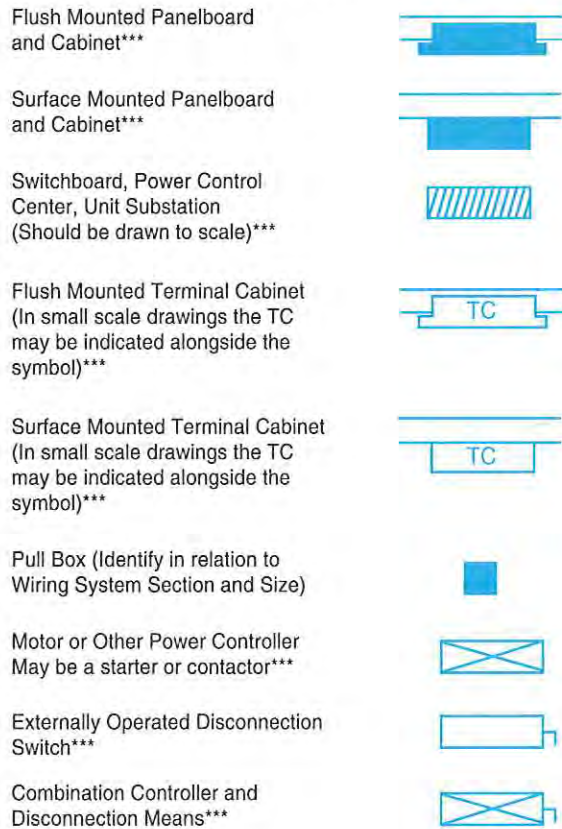 Flush Mounted Panelboard
and Cabinet***
Surface Mounted Panelboard
and Cabinet***
Switchboard, Power Control
Center, Unit Substation
(Should be drawn to scale)***
Flush Mounted Terminal Cabinet
(In small scale drawings the TC
may be indicated alongside the
symbol)***
TC
Surface Mounted Terminal Cabinet
(In small scale drawings the TC
may be indicated alongside the
symbol)***
TC
Pull Box (Identify in relation to
Wiring System Section and Size)
Motor or Other Power Controller
May be a starter or contactor***
Externally Operated Disconnection
Switch***
Combination Controller and
Disconnection Means***